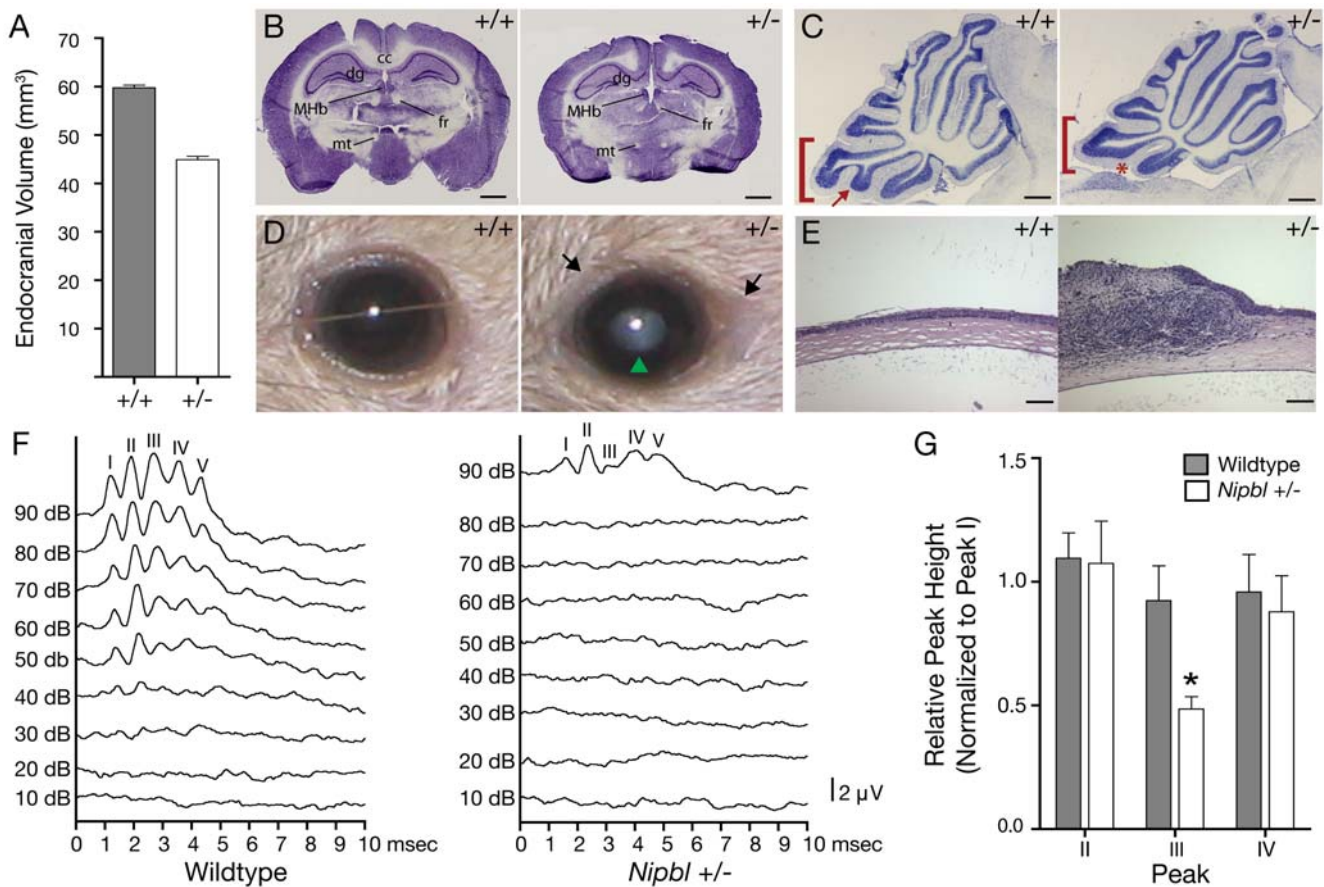 A
70
60
50
40
30
20
10
Endocranial Volume (mm³)
+/+ +/-
B
+/+
cc
dg
MHb
fr
mt
+/-
dg
MHb
fr
mt
C
+/+
*
+/-
D
+/+
+/-
E
+/+
+/-
F
I II III IV V
90 dB
80 dB
70 dB
60 dB
50 db
40 dB
30 dB
20 dB
10 dB
0 1 2 3 4 5 6 7 8 9 10 msec
Wildtype
I II III IV V
90 dB
80 dB
70 dB
60 dB
50 dB
40 dB
30 dB
20 dB
10 dB
0 1 2 3 4 5 6 7 8 9 10 msec
Nipbl +/-
2 µV
G
Relative Peak Height
(Normalized to Peak I)
1.5
1.0
0.5
0.0
Wildtype
Nipbl +/-
*
II III IV
Peak